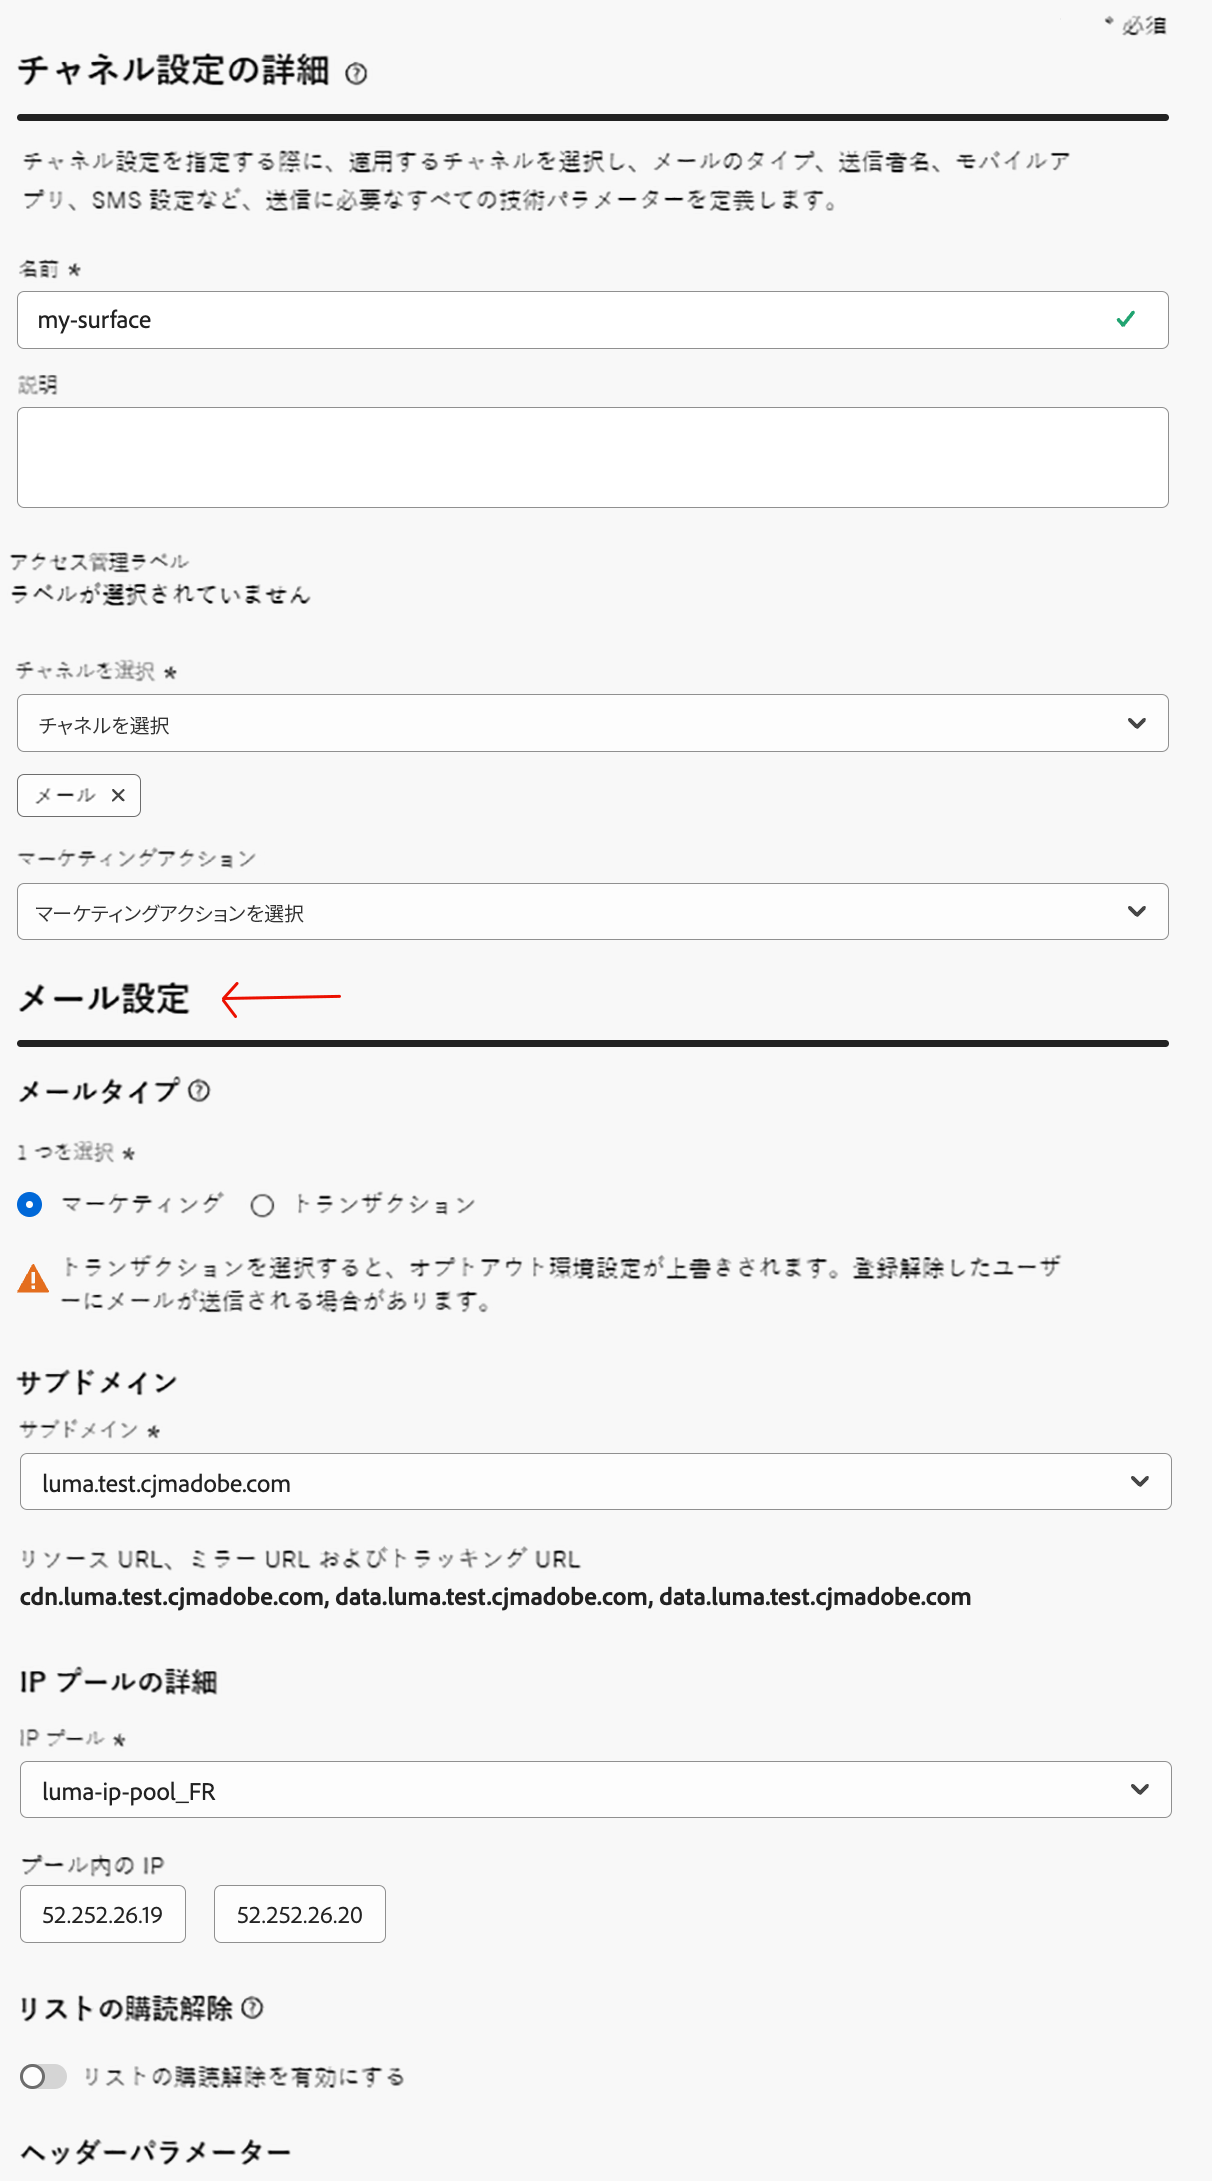 * 必須
チャネル設定の詳細
チャネル設定を指定する際に、適用するチャネルを選択し、メールのタイプ、送信者名、モバイルア
プリ、SMS 設定など、送信に必要なすべての技術パラメーターを定義します。
名前 *
my-surface
説明
アクセス管理ラベル
ラベルが選択されていません
チャネルを選択 *
チャネルを選択
メール ×
マーケティングアクション
マーケティングアクションを選択
メール設定
メールタイプ
1 つを選択 *
マーケティング トランザクション
トランザクションを選択すると、オプトアウト環境設定が上書きされます。登録解除したユーザ
ーにメールが送信される場合があります。
サブドメイン
サブドメイン *
luma.test.cjmadobe.com
リソース URL、ミラー URL およびトラッキング URL
cdn.luma.test.cjmadobe.com, data.luma.test.cjmadobe.com, data.luma.test.cjmadobe.com
IP プールの詳細
IP プール *
luma-ip-pool_FR
プール内の IP
52.252.26.19 52.252.26.20
リストの購読解除
リストの購読解除を有効にする
ヘッダーパラメーター